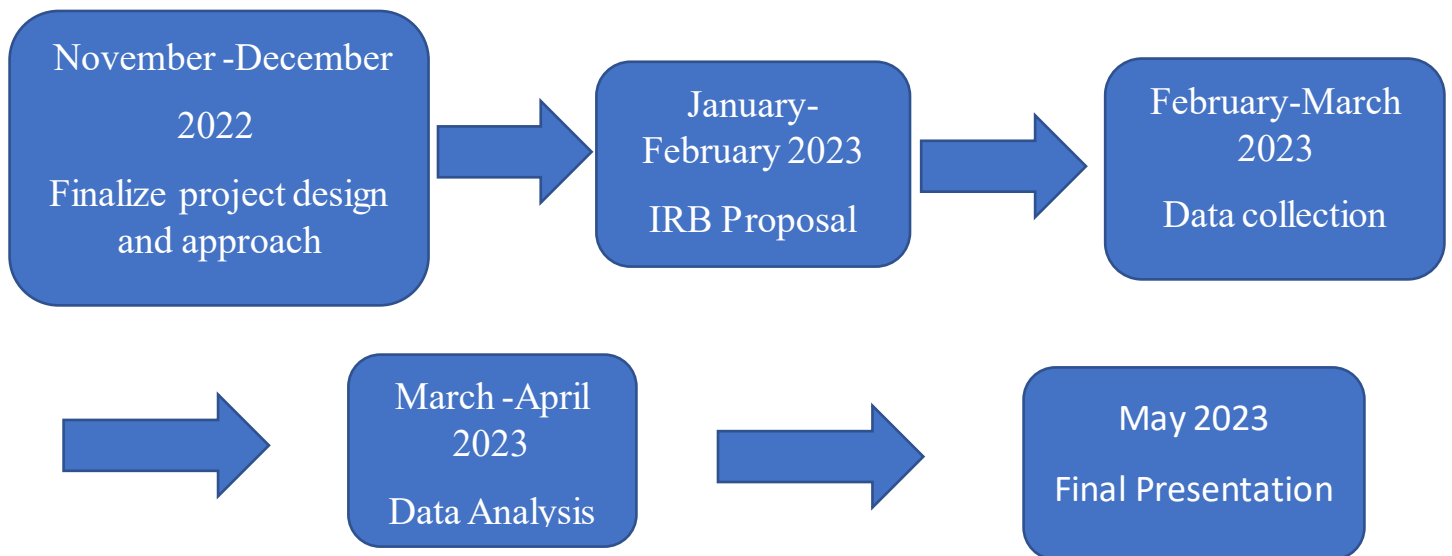 November -December
2022
Finalize project design
and approach
January-
February 2023
IRB Proposal
February-March
2023
Data collection
March -April
2023
Data Analysis
May 2023
Final Presentation